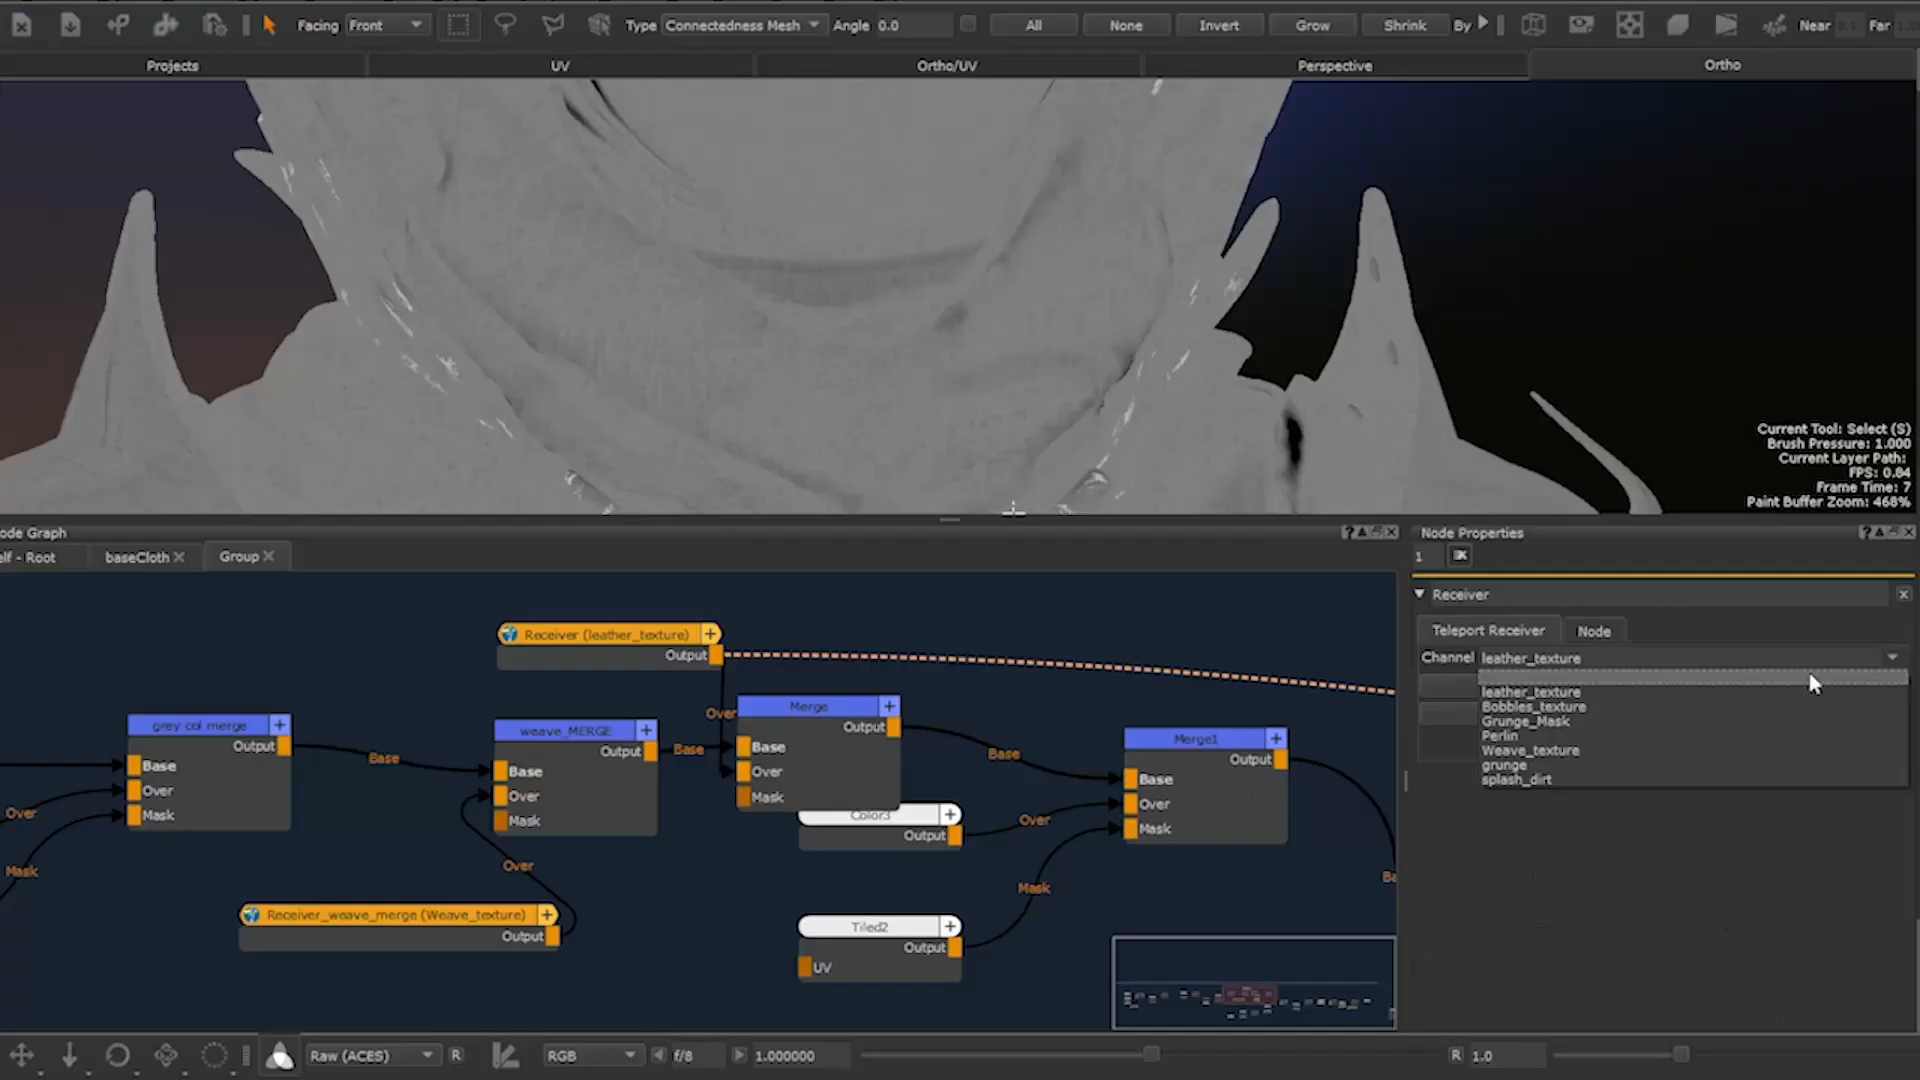 Facing Front Type Connectedness Mesh Angle 0.0 All None Invert Grow Shrink By Near Far
Projects UV Ortho/UV Perspective Ortho
Current Tool: Select (S)
Brush Pressure: 1.000
Current Layer Path:
FPS: 0.84
Frame Time: 7
Paint Buffer Zoom: 468%
ode Graph
elf - Root baseCloth Group
Node Properties
1
Receiver
Teleport Receiver Node
Channel leather_texture
leather_texture
Bobbles_texture
Grunge_Mask
Perlin
Weave_texture
grunge
splash_dirt
Receiver (leather_texture) +
Output
grey col merge +
Output
Base
Over
Mask
Over
Mask
Base
weave_MERGE +
Output
Base
Over
Mask
Over
Base
Over
Merge +
Output
Base
Over
Mask
Base
Color3 +
Output
Over
Mask
Merge1 +
Output
Base
Over
Mask
Ba
Receiver_weave_merge (Weave_texture) +
Output
Tiled2 +
Output
UV
Raw (ACES) R RGB f/8 1.000000 R 1.0